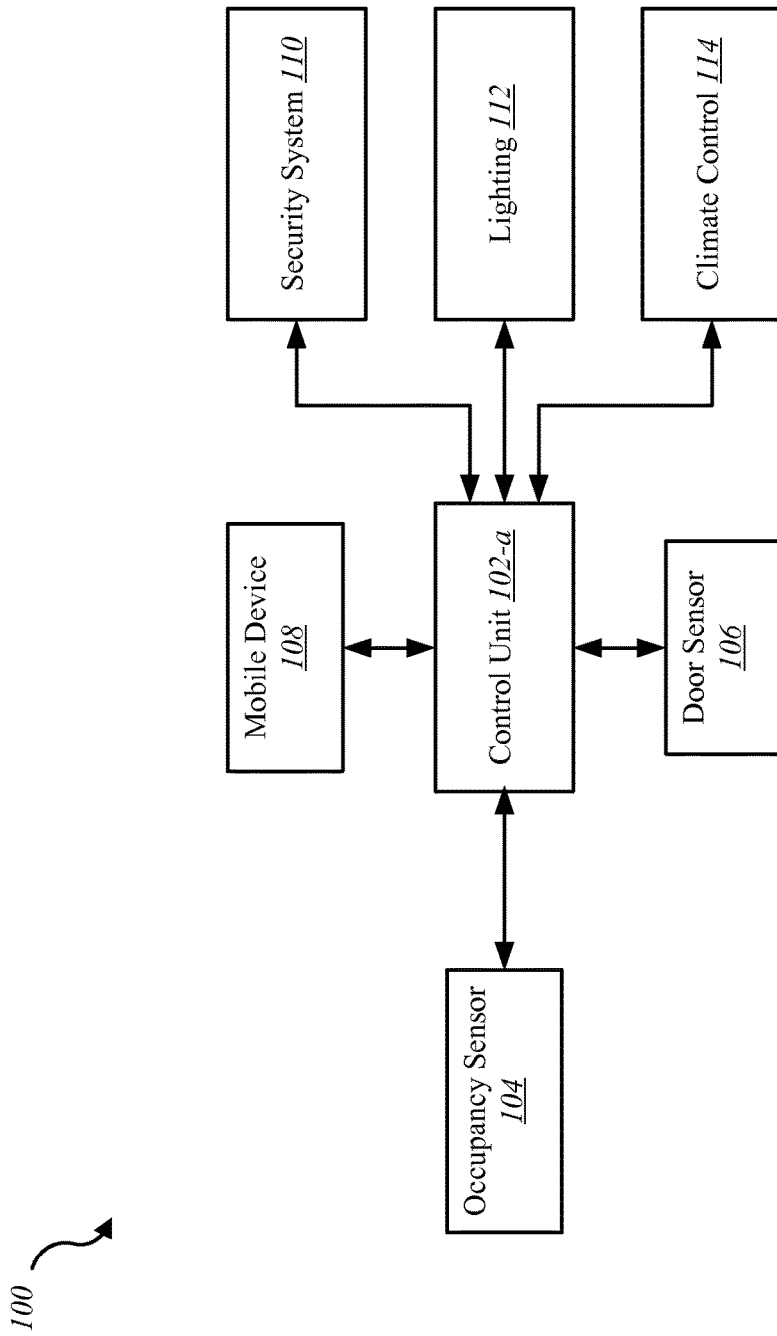 100
Occupancy Sensor
104
Mobile Device
108
Control Unit 102-a
Door Sensor
106
Security System 110
Lighting 112
Climate Control 114